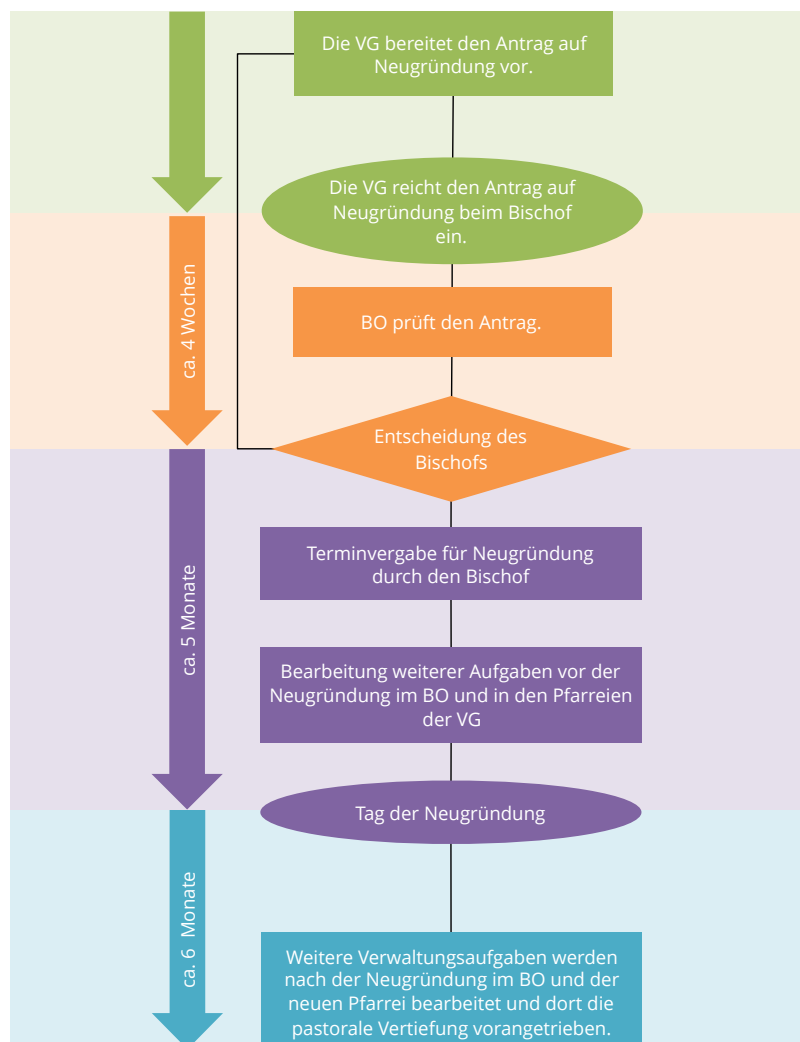 Die VG bereitet den Antrag auf
Neugründung vor.
Die VG reicht den Antrag auf
Neugründung beim Bischof
ein.
ca. 4 Wochen
BO prüft den Antrag.
Entscheidung des
Bischofs
ca. 5 Monate
Terminvergabe für Neugründung
durch den Bischof
Bearbeitung weiterer Aufgaben vor der
Neugründung im BO und in den Pfarreien
der VG
Tag der Neugründung
ca. 6 Monate
Weitere Verwaltungsaufgaben werden
nach der Neugründung im BO und der
neuen Pfarrei bearbeitet und dort die
pastorale Vertiefung vorangetrieben.